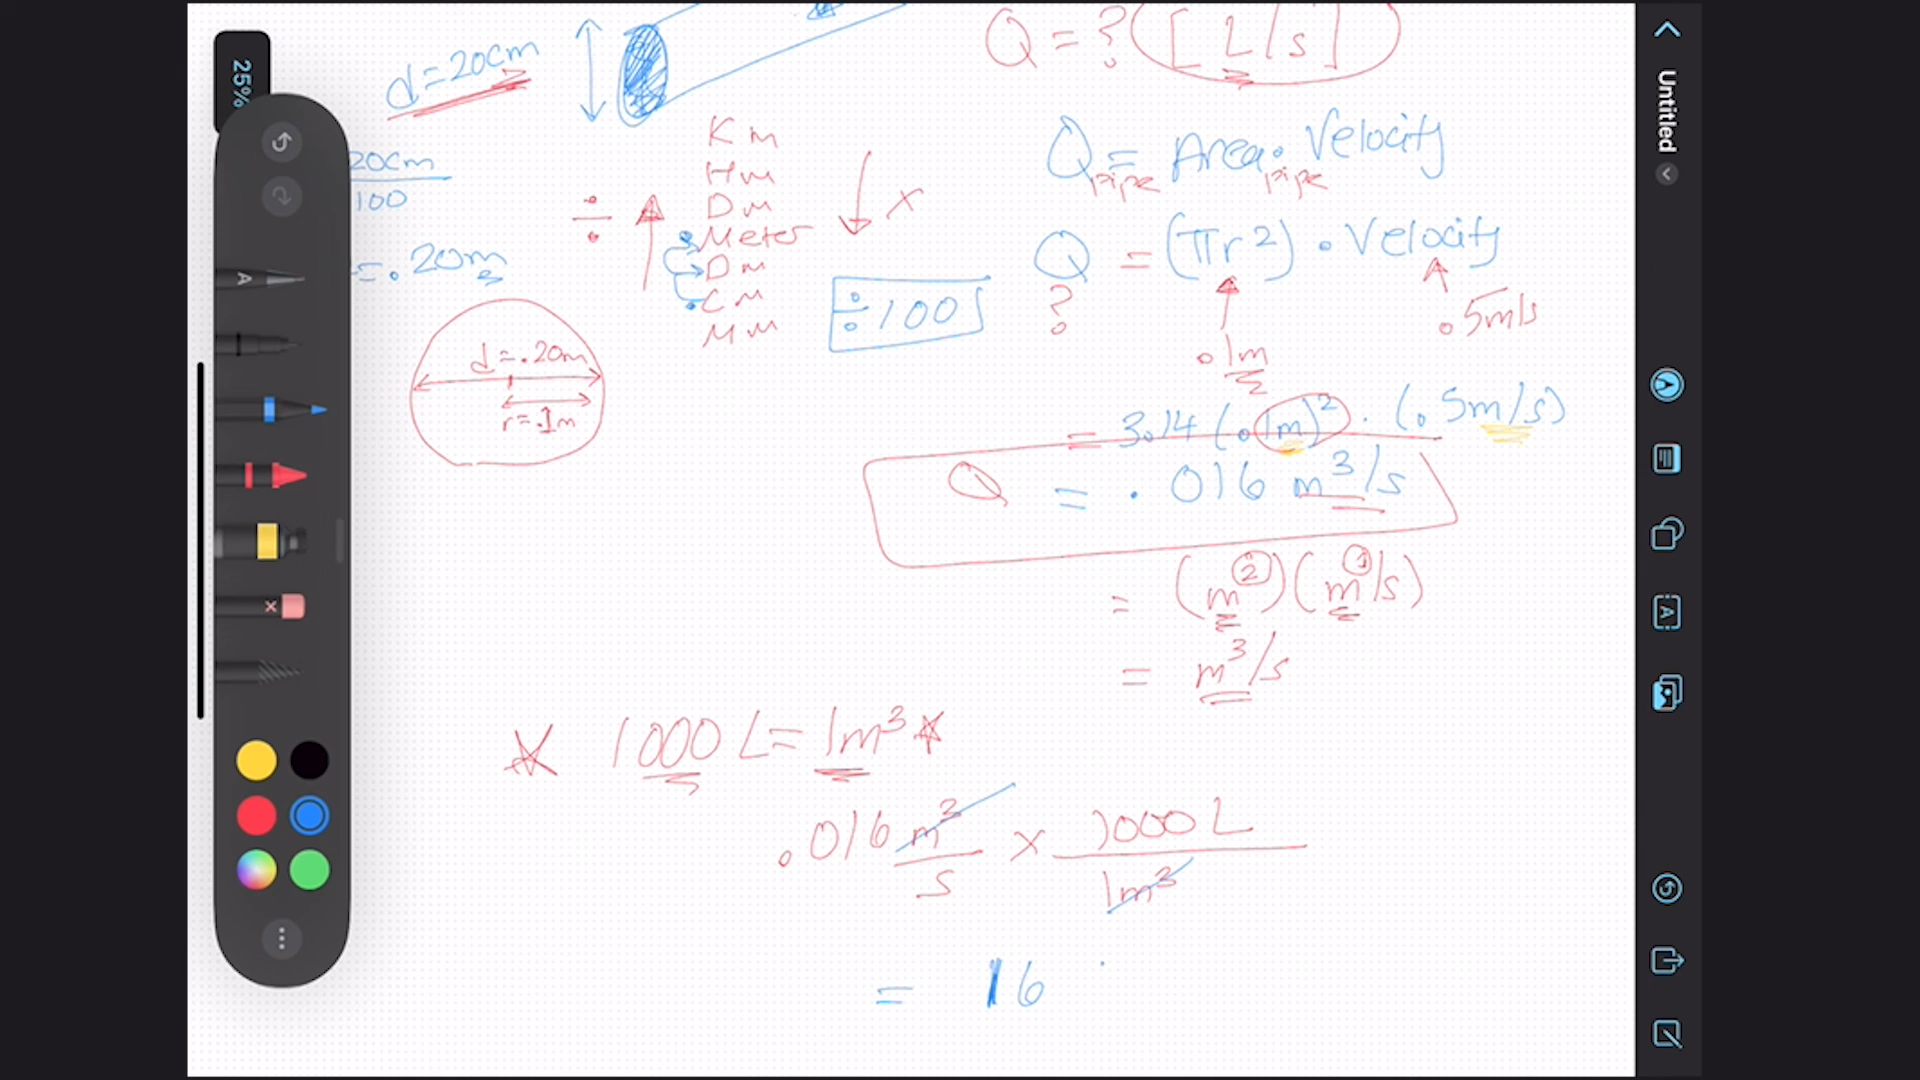 25%
Untitled
d=20cm
Q = ? [L/s]
20cm
100
= .20m
Km
Hm
Dm
Meter
Dm
Cm
Mm
÷
x
÷100
Q pipe = Area pipe · Velocity
Q = (πr²) · Velocity
?
.1m
.5m/s
d=.20m
r=.1m
= 3.14 (.1m)² · (.5m/s)
Q = .016 m³/s
= (m²)(m¹/s)
= m³/s
1000 L = 1m³
.016 m³/s x 1000 L/1m³
= 16